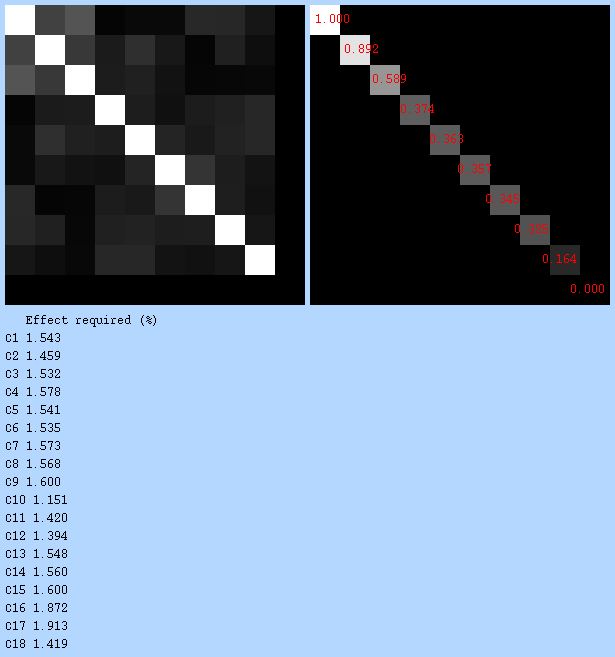 1.000
0.892
0.589
0.374
0.363
0.357
0.345
0.164
0.000
Effect required (%)
C1 1.543
C2 1.459
C3 1.532
C4 1.578
C5 1.541
C6 1.535
C7 1.573
C8 1.568
C9 1.600
C10 1.151
C11 1.420
C12 1.394
C13 1.548
C14 1.560
C15 1.600
C16 1.872
C17 1.913
C18 1.419